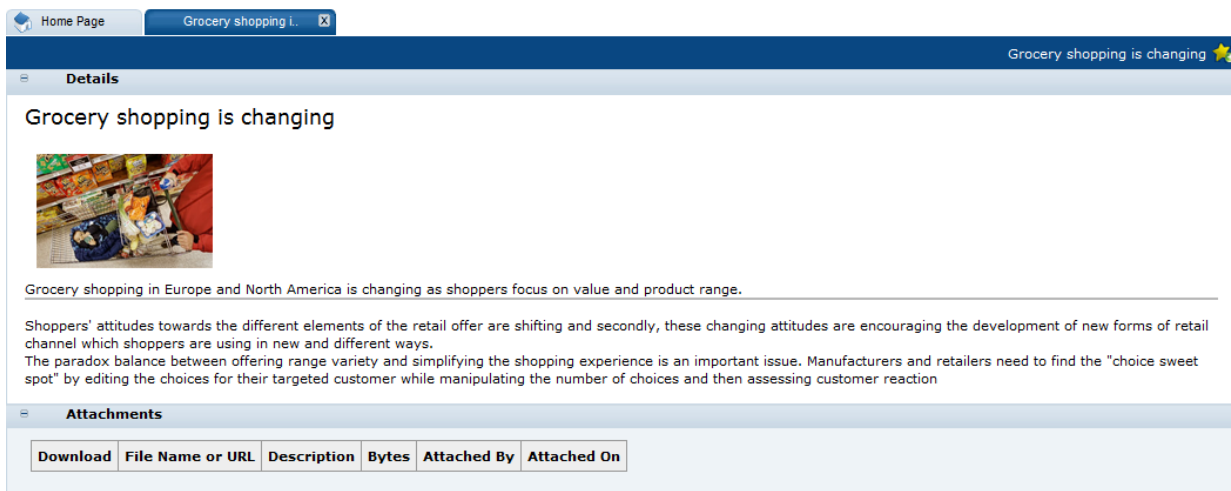 Home Page
Grocery shopping i..
X
Grocery shopping is changing
Details
Grocery shopping is changing
Grocery shopping in Europe and North America is changing as shoppers focus on value and product range.
Shoppers' attitudes towards the different elements of the retail offer are shifting and secondly, these changing attitudes are encouraging the development of new forms of retail
channel which shoppers are using in new and different ways.
The paradox balance between offering range variety and simplifying the shopping experience is an important issue. Manufacturers and retailers need to find the "choice sweet
spot" by editing the choices for their targeted customer while manipulating the number of choices and then assessing customer reaction
Attachments
Download File Name or URL Description Bytes Attached By Attached On